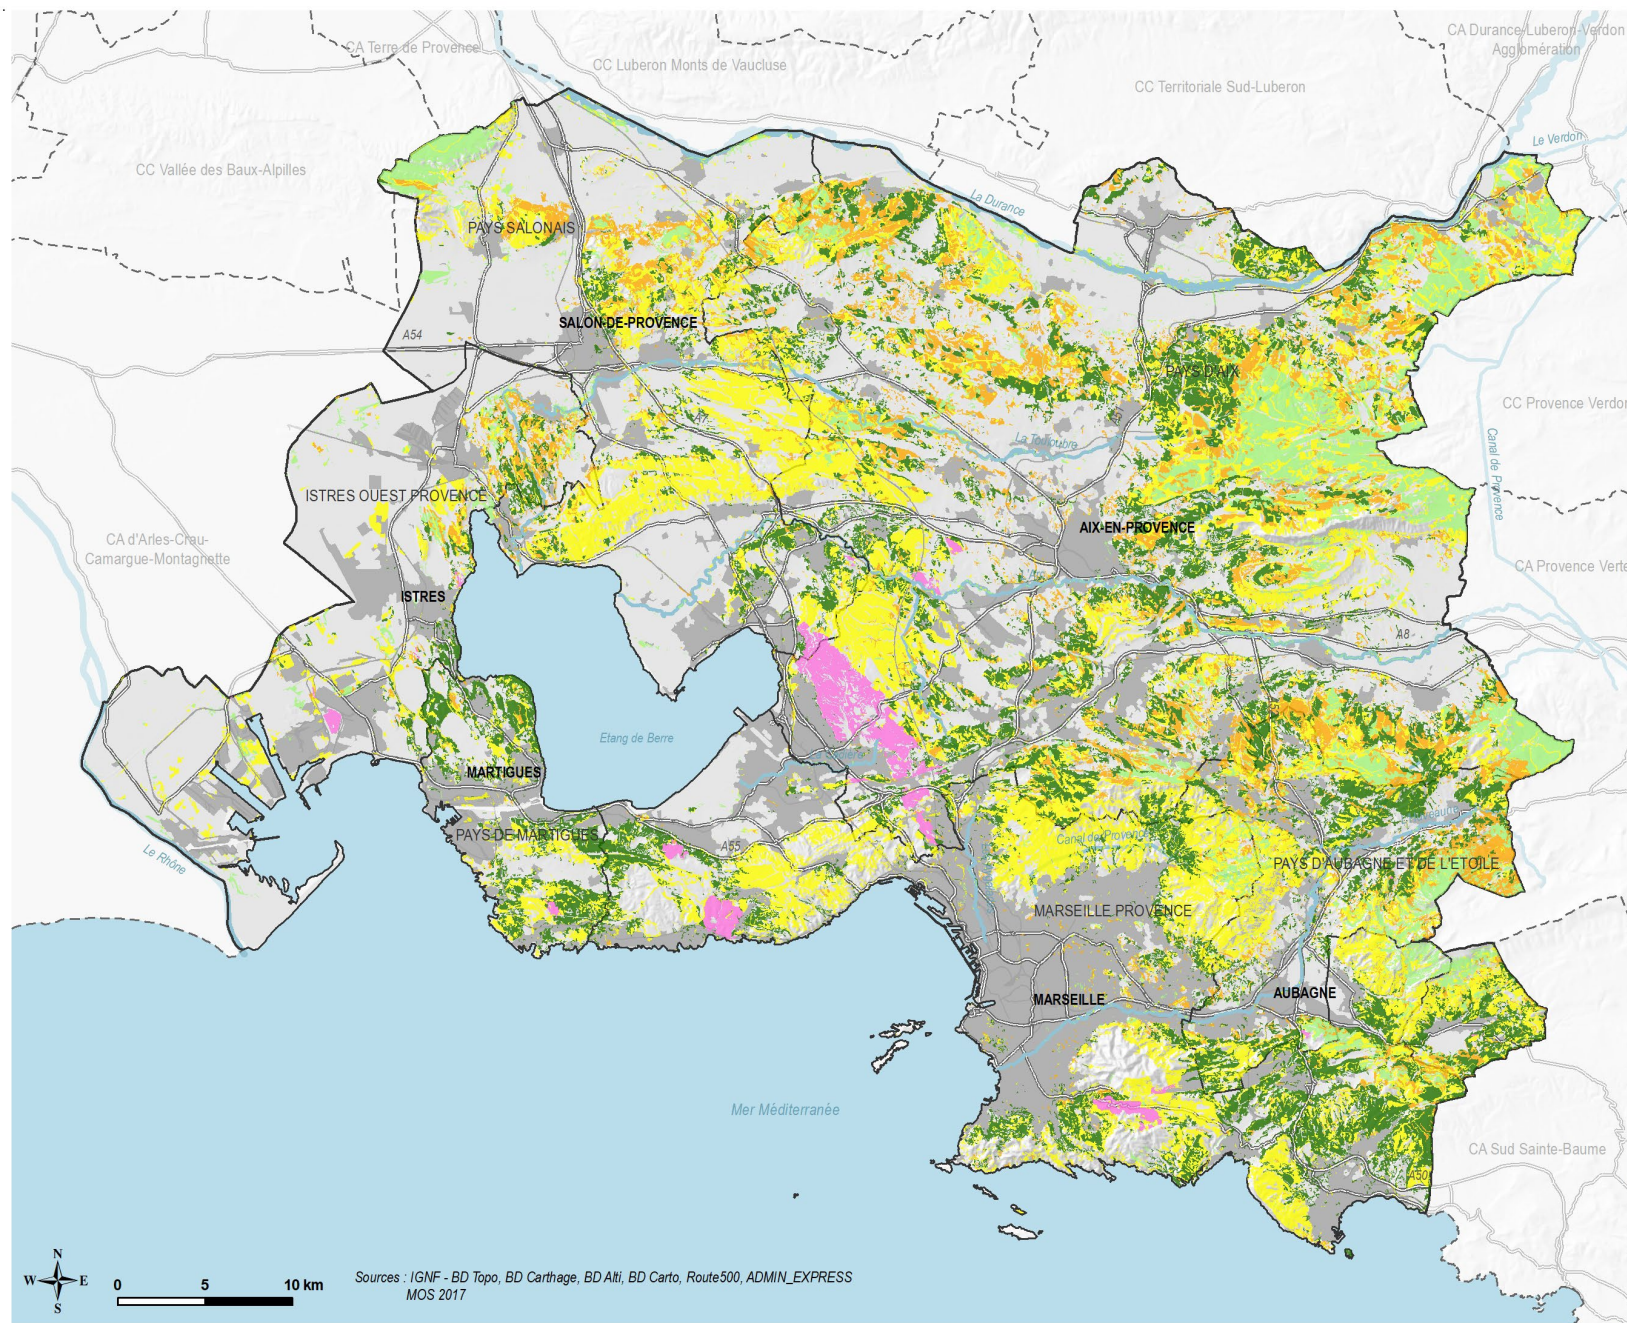 CA Terre de Provence
CC Luberon Monts de Vaucluse
CA Durance-Luberon-Verdon
Agglomération
CC Territoriale Sud-Luberon
Le Verdon
CC Vallée des Baux-Alpilles
La Durance
PAYS SALONAIS
SALON-DE-PROVENCE
A54
PAYS D'AIX
CC Provence Verdon
A7
La Touloubre
Canal de Provence
ISTRES OUEST PROVENCE
AIX-EN-PROVENCE
CA d'Arles-Crau-
Camargue-Montagnette
CA Provence Verte
ISTRES
A8
Etang de Berre
MARTIGUES
PAYS DE MARTIGUES
Canal de Provence
A55
Le Rhône
PAYS D'AUBAGNE ET DE L'ETOILE
MARSEILLE PROVENCE
MARSEILLE
AUBAGNE
Mer Méditerranée
CA Sud Sainte-Baume
A50
N
W
E
S
0 5 10 km
Sources : IGNF - BD Topo, BD Carthage, BD Alti, BD Carto, Route500, ADMIN_EXPRESS
MOS 2017